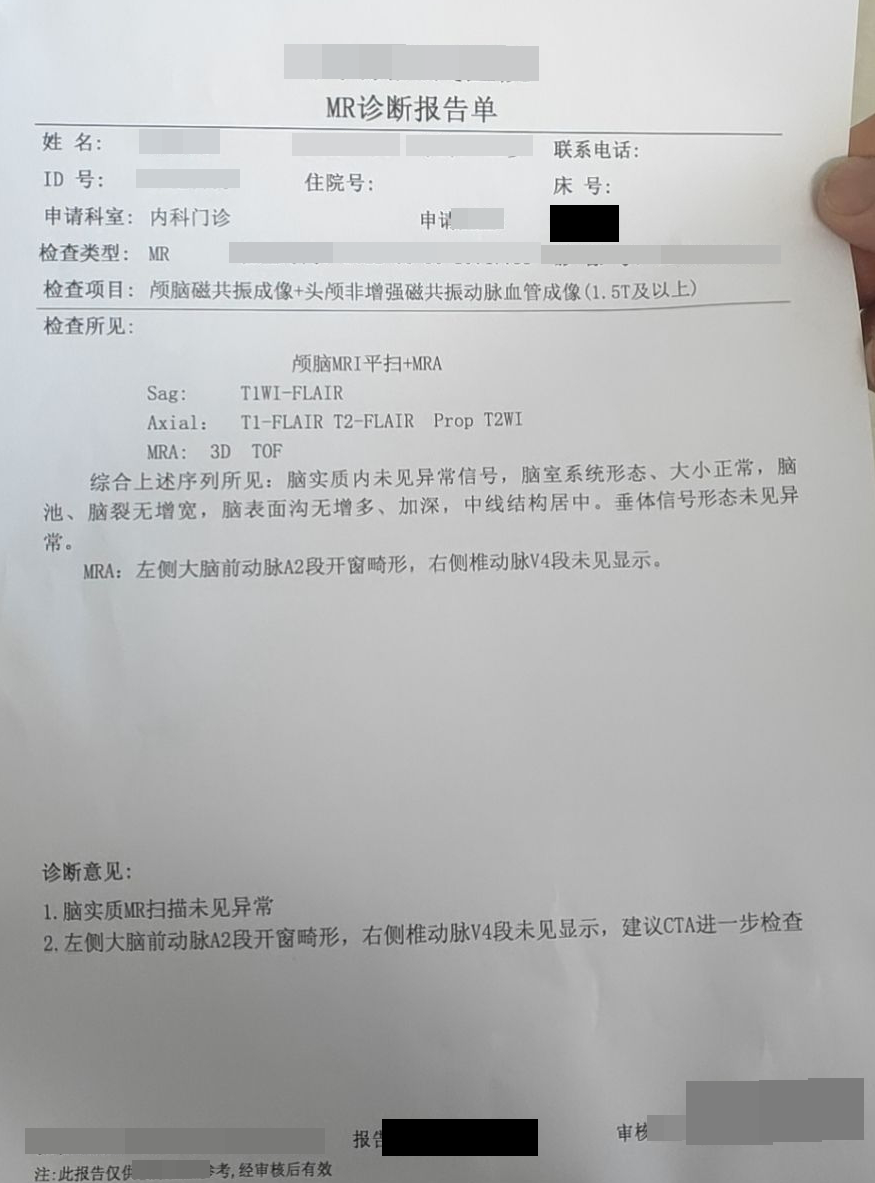 MR诊断报告单
姓 名:
联系电话:
ID 号:
住院号:
床 号:
申请科室: 内科门诊
申请
检查类型: MR
检查项目: 颅脑磁共振成像+头颅非增强磁共振动脉血管成像(1.5T及以上)
检查所见:
颅脑MRI平扫+MRA
Sag: T1WI-FLAIR
Axial: T1-FLAIR T2-FLAIR Prop T2WI
MRA: 3D TOF
综合上述序列所见: 脑实质内未见异常信号, 脑室系统形态、大小正常, 脑
池、脑裂无增宽, 脑表面沟无增多、加深, 中线结构居中。垂体信号形态未见异
常。
MRA: 左侧大脑前动脉A2段开窗畸形, 右侧椎动脉V4段未见显示。
诊断意见:
1.脑实质MR扫描未见异常
2.左侧大脑前动脉A2段开窗畸形, 右侧椎动脉V4段未见显示, 建议CTA进一步检查
报告
审核
注:此报告仅供参考,经审核后有效